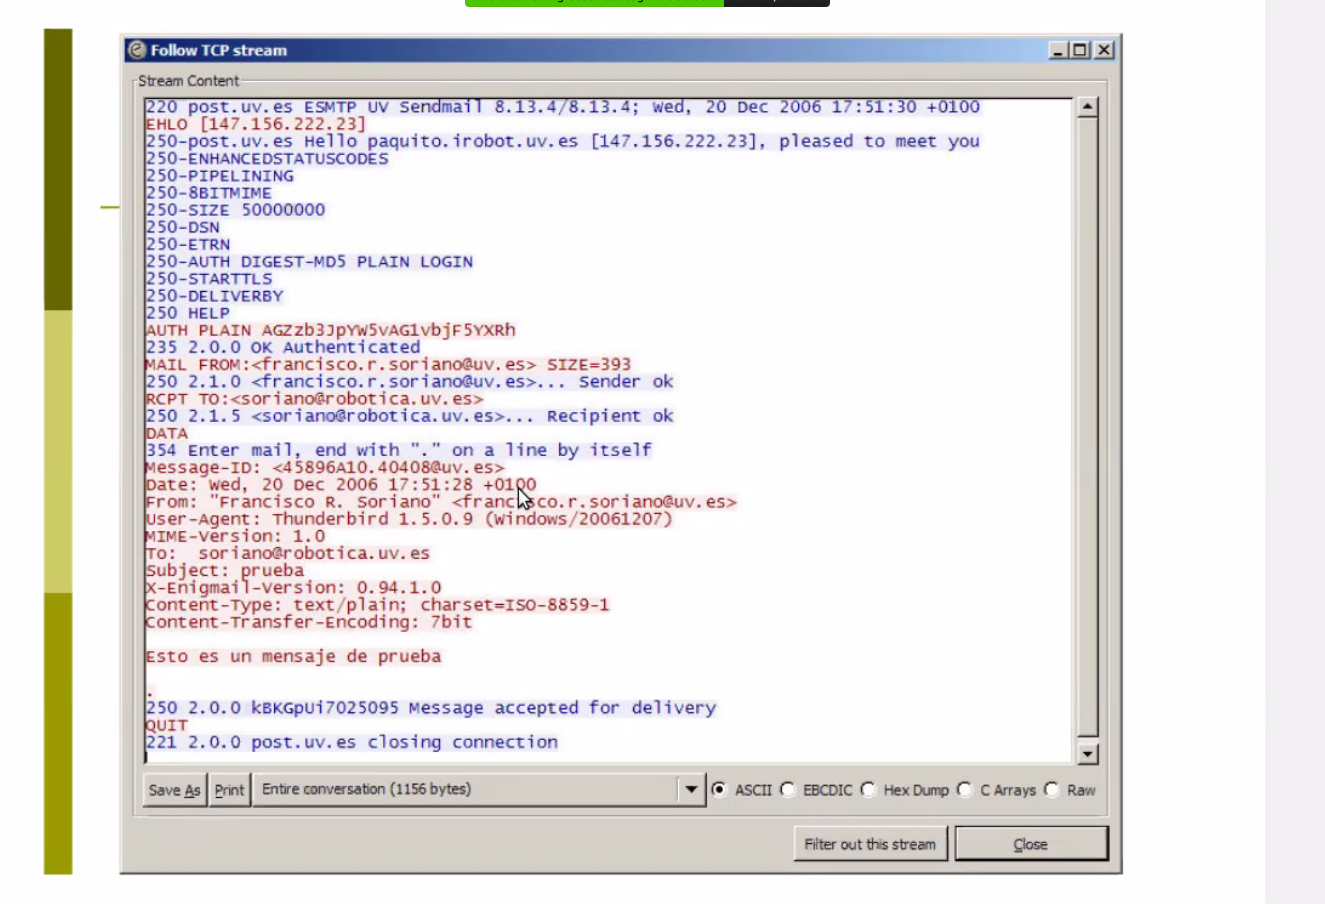 Follow TCP stream
Stream Content
220 post.uv.es ESMTP UV Sendmail 8.13.4/8.13.4; Wed, 20 Dec 2006 17:51:30 +0100
EHLO [147.156.222.23]
250-post.uv.es Hello paquito.irobot.uv.es [147.156.222.23], pleased to meet you
250-ENHANCEDSTATUSCODES
250-PIPELINING
250-8BITMIME
250-SIZE 50000000
250-DSN
250-ETRN
250-AUTH DIGEST-MD5 PLAIN LOGIN
250-STARTTLS
250-DELIVERBY
250 HELP
AUTH PLAIN AGZzb3JpYW5vAG1vbjF5YXRh
235 2.0.0 OK Authenticated
MAIL FROM:<francisco.r.soriano@uv.es> SIZE=393
250 2.1.0 <francisco.r.soriano@uv.es>... Sender ok
RCPT TO:<soriano@robotica.uv.es>
250 2.1.5 <soriano@robotica.uv.es>... Recipient ok
DATA
354 Enter mail, end with "." on a line by itself
Message-ID: <45896A10.40408@uv.es>
Date: Wed, 20 Dec 2006 17:51:28 +0100
From: "Francisco R. Soriano" <francisco.r.soriano@uv.es>
User-Agent: Thunderbird 1.5.0.9 (Windows/20061207)
MIME-Version: 1.0
To:  soriano@robotica.uv.es
Subject: prueba
X-Enigmail-Version: 0.94.1.0
Content-Type: text/plain; charset=ISO-8859-1
Content-Transfer-Encoding: 7bit
Esto es un mensaje de prueba
.
250 2.0.0 kBKGpUi7025095 Message accepted for delivery
QUIT
221 2.0.0 post.uv.es closing connection
Save As Print Entire conversation (1156 bytes) ASCII EBCDIC Hex Dump C Arrays Raw
Filter out this stream Close